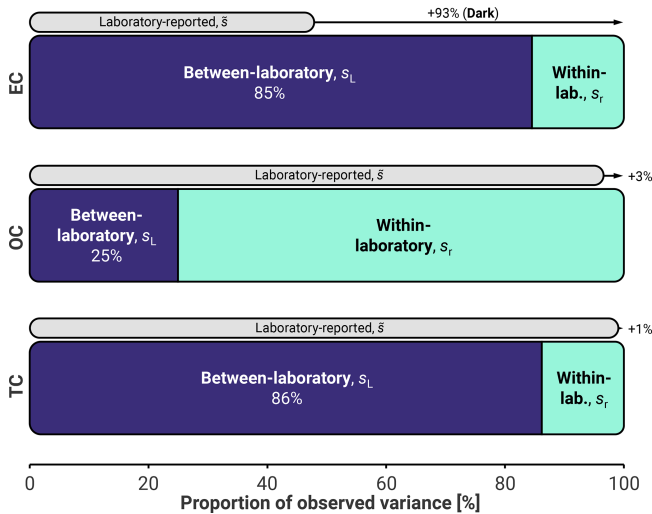 Laboratory-reported, s̃
+93% (Dark)
EC
Between-laboratory, sL
85%
Within-
lab., sr
Laboratory-reported, s̃
+3%
OC
Between-
laboratory, sL
25%
Within-
laboratory, sr
Laboratory-reported, s̃
+1%
TC
Between-laboratory, sL
86%
Within-
lab., sr
0 20 40 60 80 100
Proportion of observed variance [%]